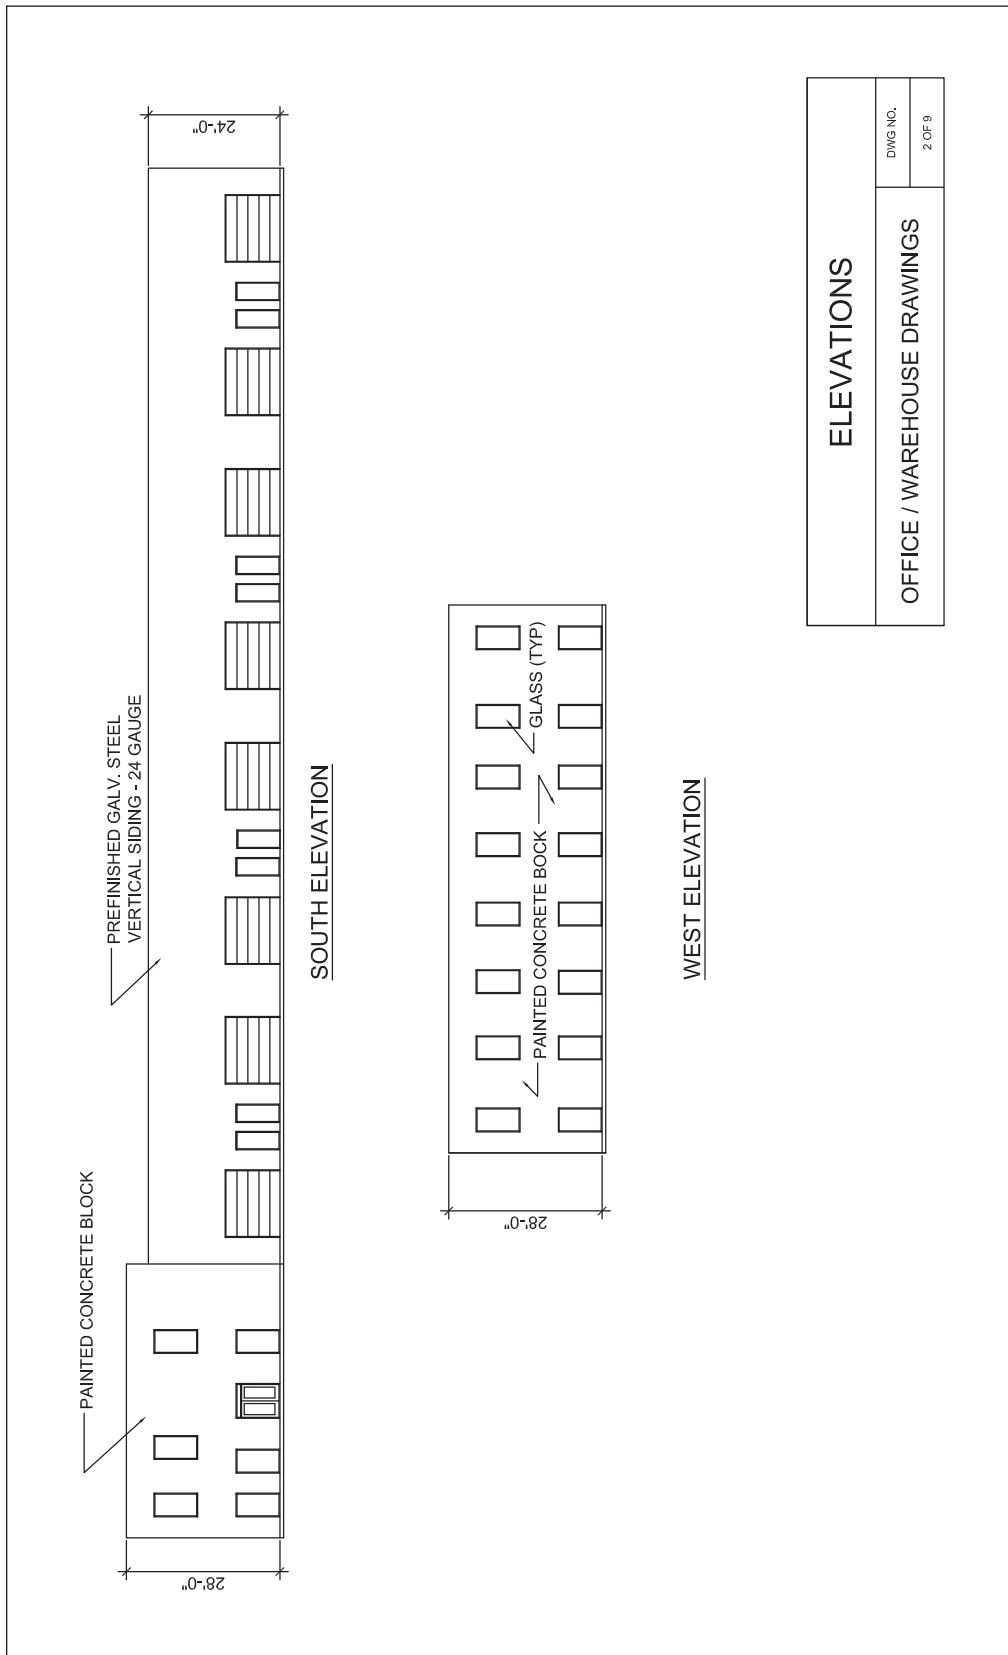 PAINTED CONCRETE BLOCK
PREFINISHED GALV. STEEL
VERTICAL SIDING - 24 GAUGE
28'-0"
24'-0"
SOUTH ELEVATION
28'-0"
PAINTED CONCRETE BOCK
GLASS (TYP)
WEST ELEVATION
ELEVATIONS
OFFICE / WAREHOUSE DRAWINGS
DWG NO.
2 OF 9